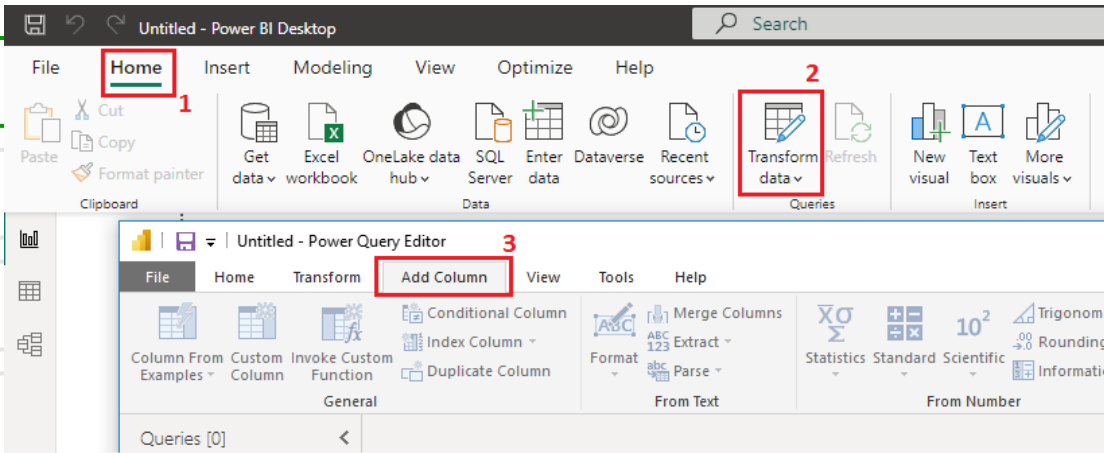 Untitled - Power BI Desktop
Search
File Home Insert Modeling View Optimize Help
1
2
Paste
Cut
Copy
Format painter
Get data
Excel workbook
OneLake data hub
SQL Server
Enter data
Dataverse
Recent sources
Transform data
Refresh
New visual
Text box
More visuals
Clipboard
Data
Queries
Insert
Untitled - Power Query Editor
3
File Home Transform Add Column View Tools Help
Column From Examples
Custom Column
Invoke Custom Function
Conditional Column
Index Column
Duplicate Column
Format
Merge Columns
Extract
Parse
Statistics
Standard
Scientific
Trigonom
Rounding
Informati
General
From Text
From Number
Queries [0]